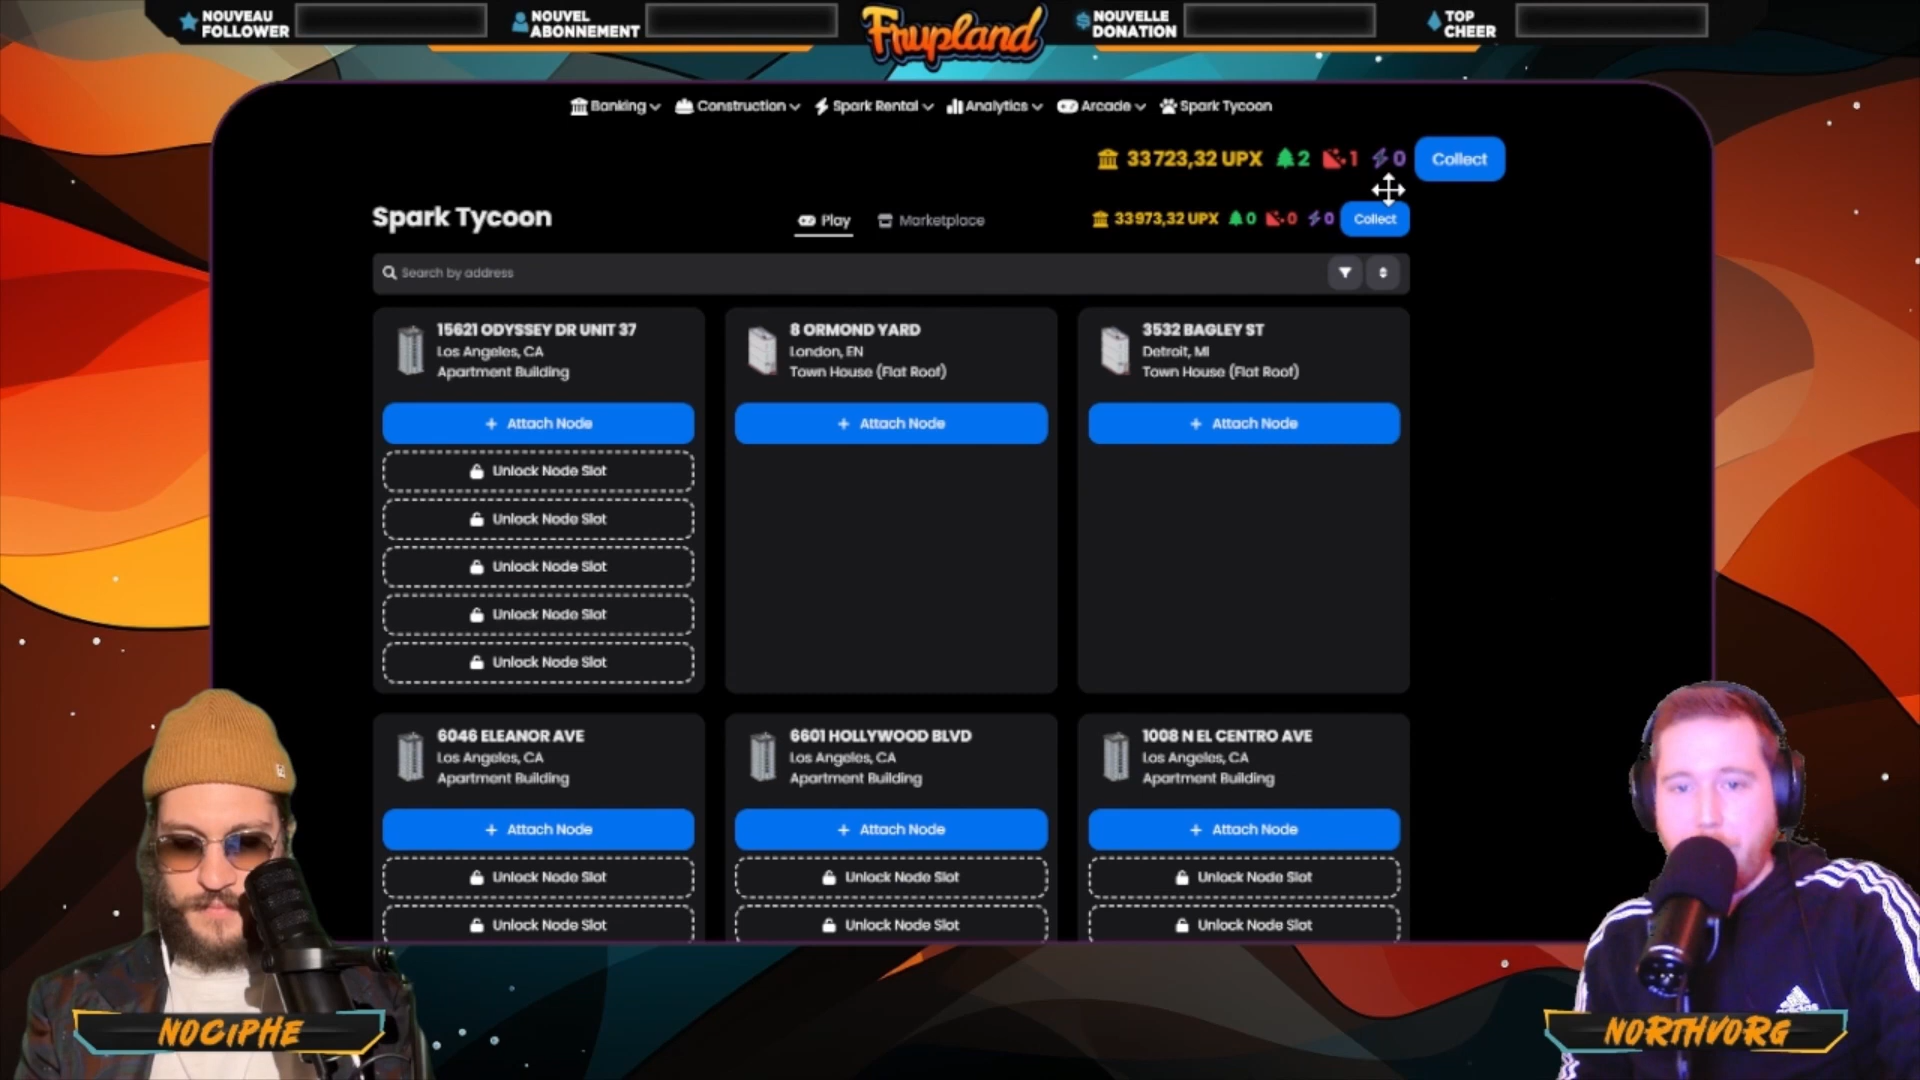 NOUVEAU
FOLLOWER
NOUVEL
ABONNEMENT
Frupland
NOUVELLE
DONATION
TOP
CHEER
Banking
Construction
Spark Rental
Analytics
Arcade
Spark Tycoon
33 723,32 UPX 2 1 0 Collect
Spark Tycoon
Play
Marketplace
33 973,32 UPX 0 0 0 Collect
Search by address
15621 ODYSSEY DR UNIT 37
Los Angeles, CA
Apartment Building
+ Attach Node
Unlock Node Slot
Unlock Node Slot
Unlock Node Slot
Unlock Node Slot
Unlock Node Slot
8 ORMOND YARD
London, EN
Town House (Flat Roof)
+ Attach Node
3532 BAGLEY ST
Detroit, MI
Town House (Flat Roof)
+ Attach Node
6046 ELEANOR AVE
Los Angeles, CA
Apartment Building
+ Attach Node
Unlock Node Slot
Unlock Node Slot
6601 HOLLYWOOD BLVD
Los Angeles, CA
Apartment Building
+ Attach Node
Unlock Node Slot
Unlock Node Slot
1008 N EL CENTRO AVE
Los Angeles, CA
Apartment Building
+ Attach Node
Unlock Node Slot
Unlock Node Slot
NOCIPHE
adidas
NORTHVORG